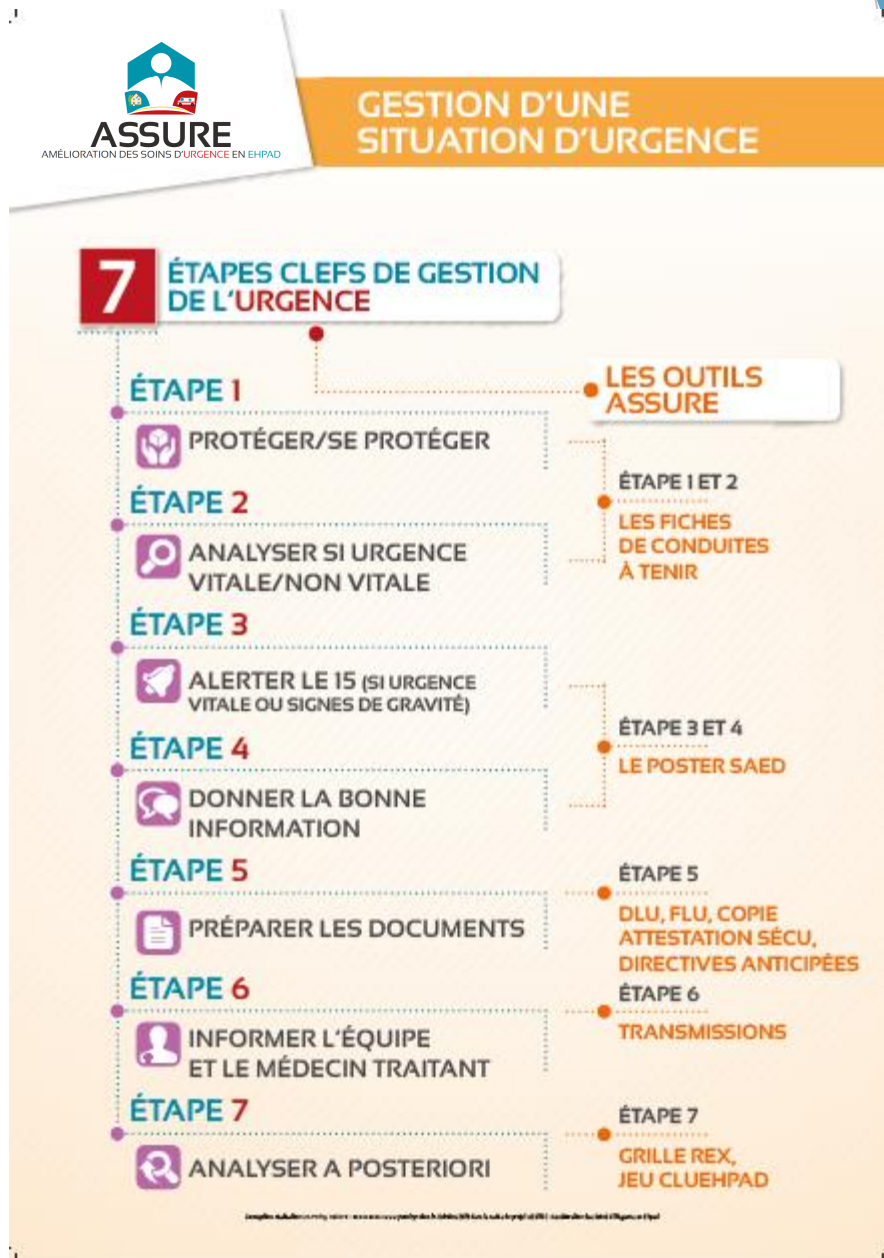 ASSURE
AMÉLIORATION DES SOINS D'URGENCE EN EHPAD
GESTION D'UNE
SITUATION D'URGENCE
7
ÉTAPES CLEFS DE GESTION
DE L'URGENCE
LES OUTILS
ASSURE
ÉTAPE 1
PROTÉGER/SE PROTÉGER
ÉTAPE 2
ANALYSER SI URGENCE
VITALE/NON VITALE
ÉTAPE 1 ET 2
LES FICHES
DE CONDUITES
À TENIR
ÉTAPE 3
ALERTER LE 15 (SI URGENCE
VITALE OU SIGNES DE GRAVITÉ)
ÉTAPE 4
DONNER LA BONNE
INFORMATION
ÉTAPE 3 ET 4
LE POSTER SAED
ÉTAPE 5
PRÉPARER LES DOCUMENTS
ÉTAPE 5
DLU, FLU, COPIE
ATTESTATION SÉCU,
DIRECTIVES ANTICIPÉES
ÉTAPE 6
INFORMER L'ÉQUIPE
ET LE MÉDECIN TRAITANT
ÉTAPE 6
TRANSMISSIONS
ÉTAPE 7
ANALYSER A POSTERIORI
ÉTAPE 7
GRILLE REX,
JEU CLUEHPAD